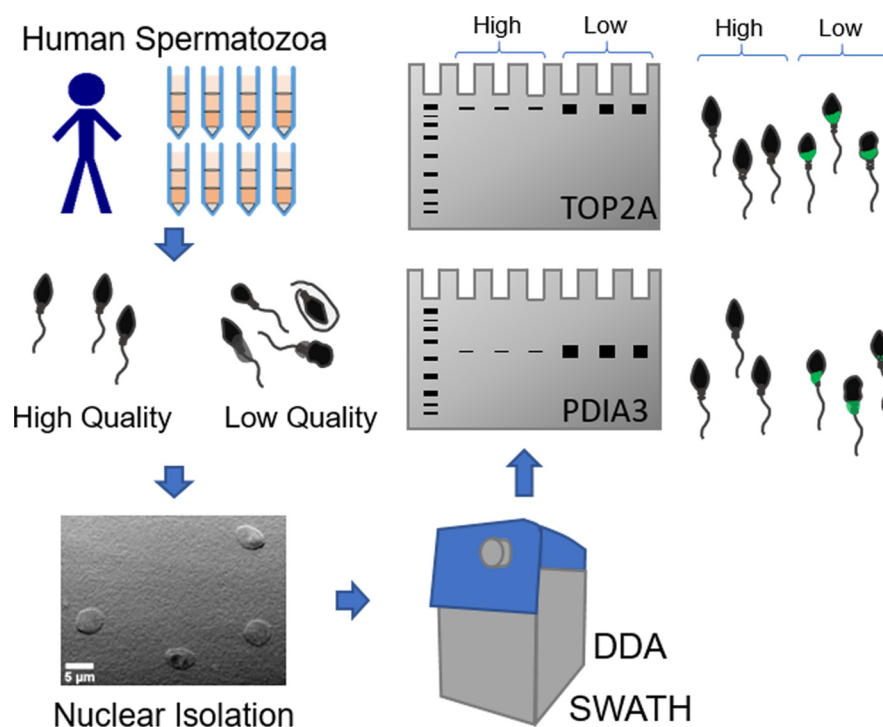 Human Spermatozoa
High Quality
Low Quality
5 µm
Nuclear Isolation
DDA
SWATH
High
Low
TOP2A
PDIA3
High
Low